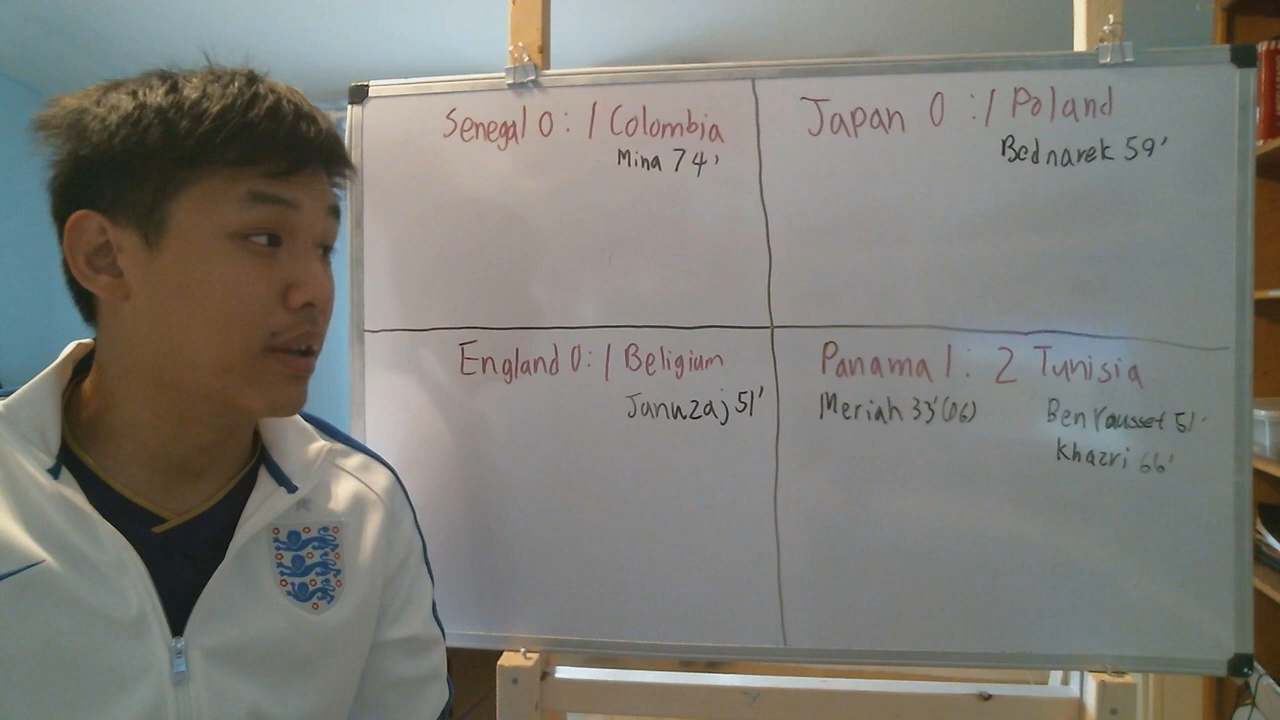 Senegal 0 : 1 Colombia
Mina 74'
Japan 0 : 1 Poland
Bednarek 59'
England 0 : 1 Beligium
Januzaj 51'
Panama 1 : 2 Tunisia
Meriah 33' (OG)
Ben Yousset 51'
Khazri 66'